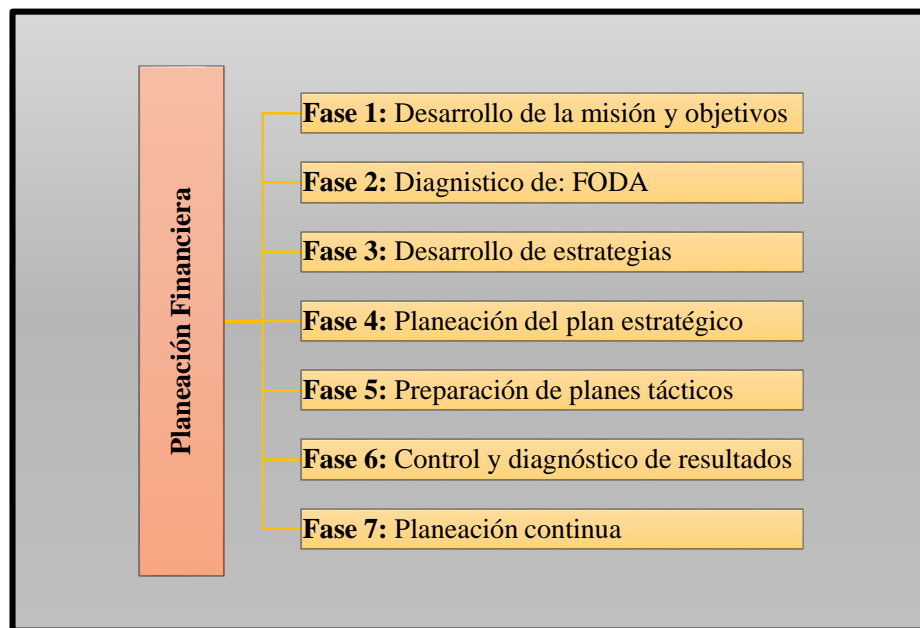 Planeación Financiera
Fase 1: Desarrollo de la misión y objetivos
Fase 2: Diagnistico de: FODA
Fase 3: Desarrollo de estrategias
Fase 4: Planeación del plan estratégico
Fase 5: Preparación de planes tácticos
Fase 6: Control y diagnóstico de resultados
Fase 7: Planeación continua